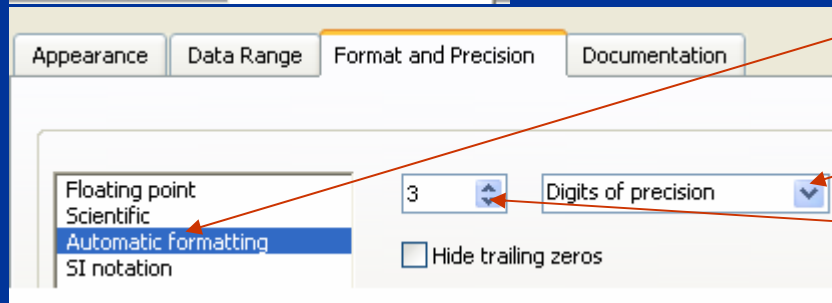 Appearance Data Range Format and Precision Documentation
Floating point
Scientific
Automatic formatting
SI notation
3 Digits of precision
Hide trailing zeros